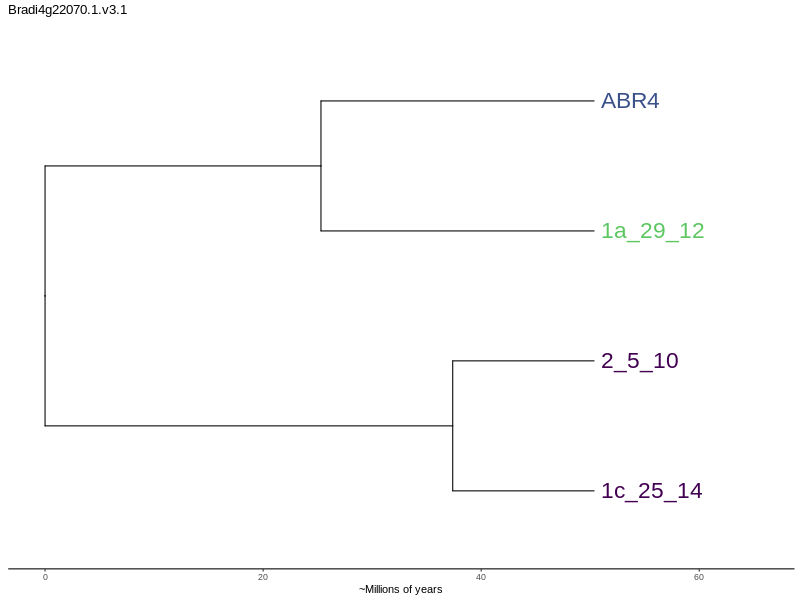 Bradi4g22070.1.v3.1
ABR4
1a_29_12
2_5_10
1c_25_14
0 20 40 60
~Millions of years